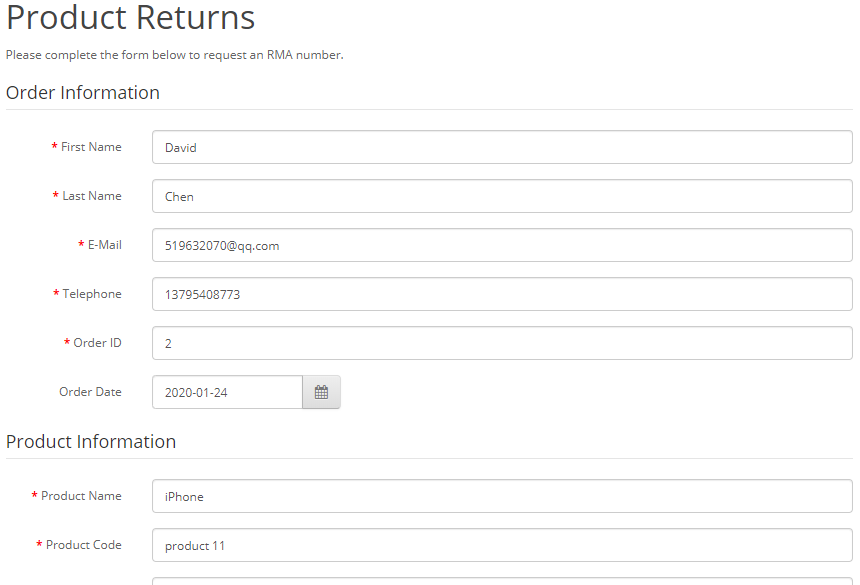 Product Returns
Please complete the form below to request an RMA number.
Order Information
* First Name David
* Last Name Chen
* E-Mail 519632070@qq.com
* Telephone 13795408773
* Order ID 2
Order Date 2020-01-24
Product Information
* Product Name iPhone
* Product Code product 11